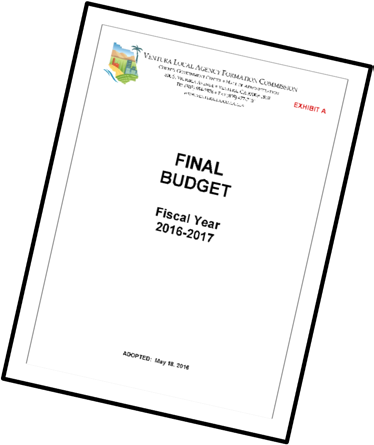 VENTURA LOCAL AGENCY FORMATION COMMISSION
EXHIBIT A
FINAL
BUDGET
Fiscal Year
2016-2017
ADOPTED: May 18, 2016